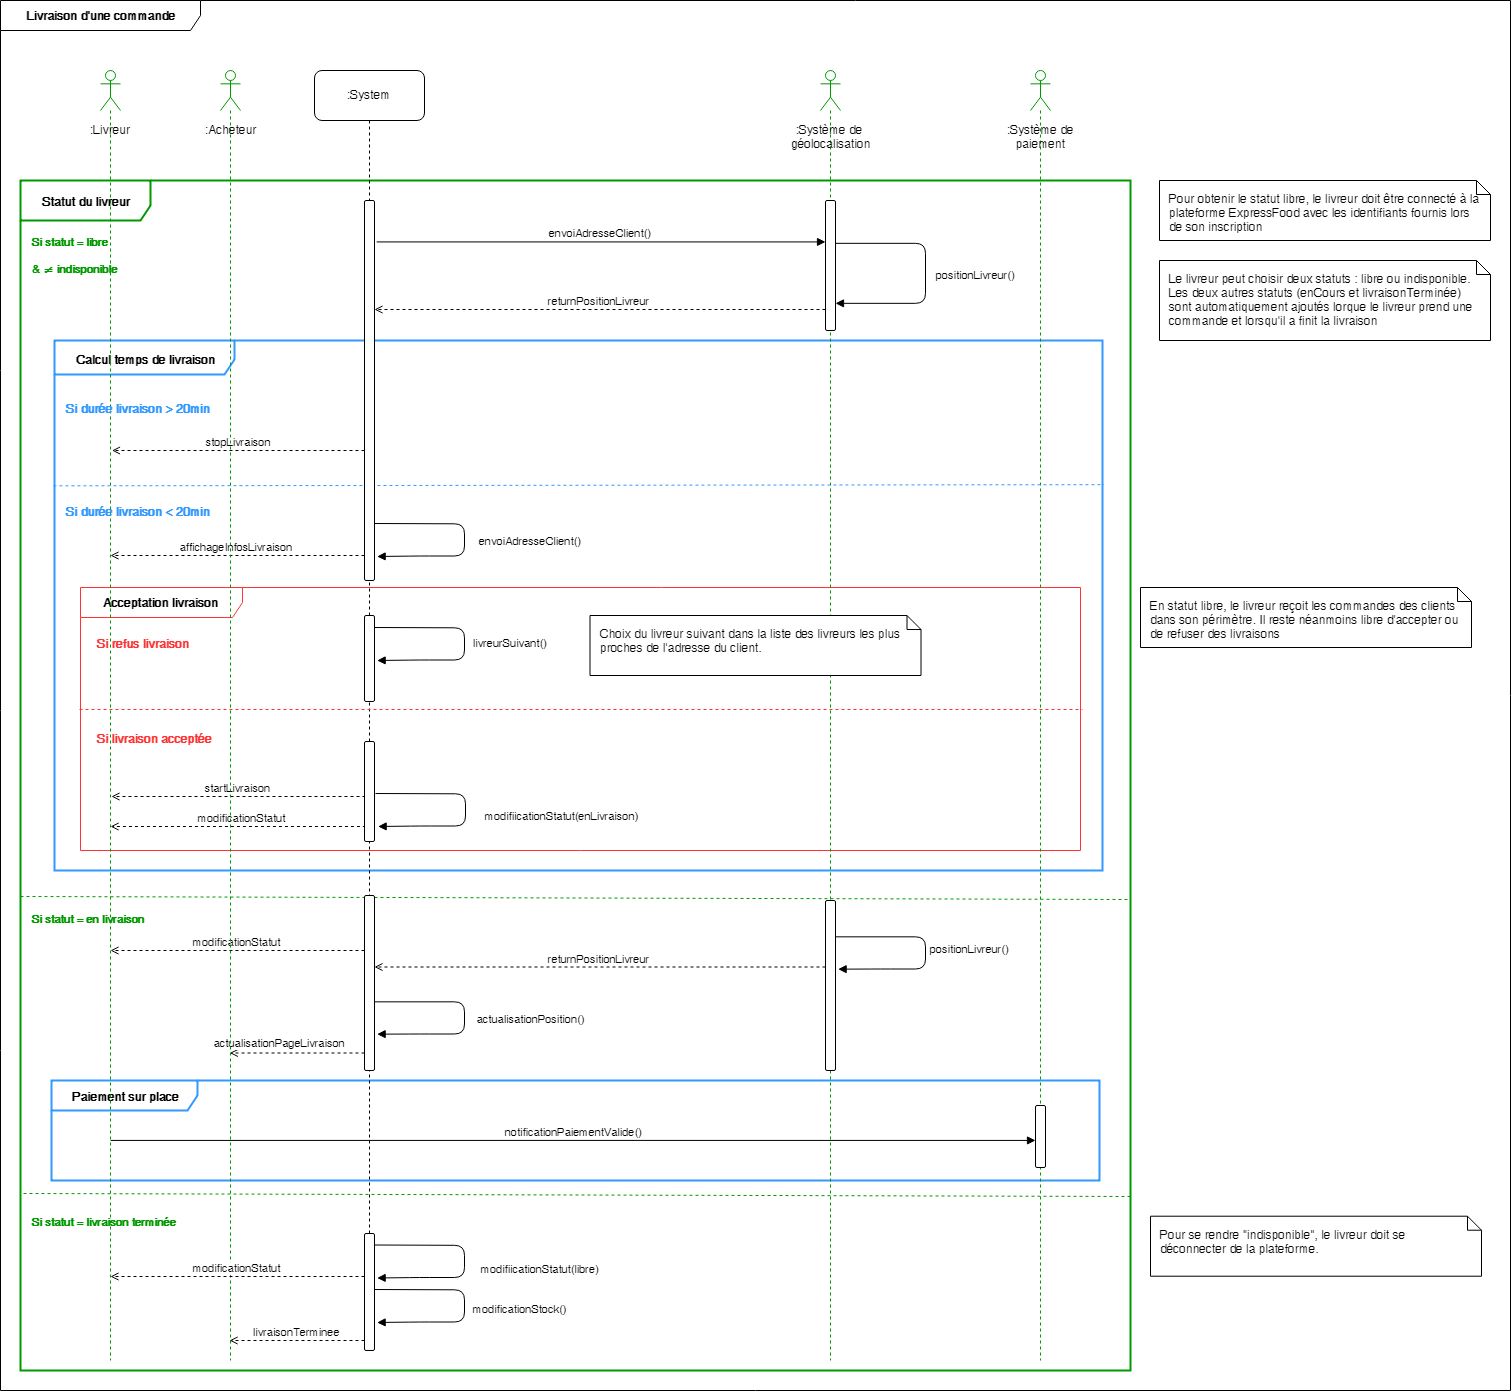 Livraison d'une commande
:Livreur
:Acheteur
:System
:Système de
géolocalisation
:Système de
paiement
Statut du livreur
Pour obtenir le statut libre, le livreur doit être connecté à la
plateforme ExpressFood avec les identifiants fournis lors
de son inscription
Si statut = libre
& ≠ indisponible
envoiAdresseClient()
positionLivreur()
returnPositionLivreur
Le livreur peut choisir deux statuts : libre ou indisponible.
Les deux autres statuts (enCours et livraisonTerminée)
sont automatiquement ajoutés lorque le livreur prend une
commande et lorsqu'il a finit la livraison
Calcul temps de livraison
Si durée livraison > 20min
stopLivraison
Si durée livraison < 20min
envoiAdresseClient()
affichageInfosLivraison
Acceptation livraison
En statut libre, le livreur reçoit les commandes des clients
dans son périmètre. Il reste néanmoins libre d'accepter ou
de refuser des livraisons
Si refus livraison
livreurSuivant()
Choix du livreur suivant dans la liste des livreurs les plus
proches de l'adresse du client.
Si livraison acceptée
startLivraison
modifiicationStatut(enLivraison)
modificationStatut
Si statut = en livraison
modificationStatut
positionLivreur()
returnPositionLivreur
actualisationPosition()
actualisationPageLivraison
Paiement sur place
notificationPaiementValide()
Si statut = livraison terminée
Pour se rendre "indisponible", le livreur doit se
déconnecter de la plateforme.
modificationStatut
modifiicationStatut(libre)
modificationStock()
livraisonTerminee